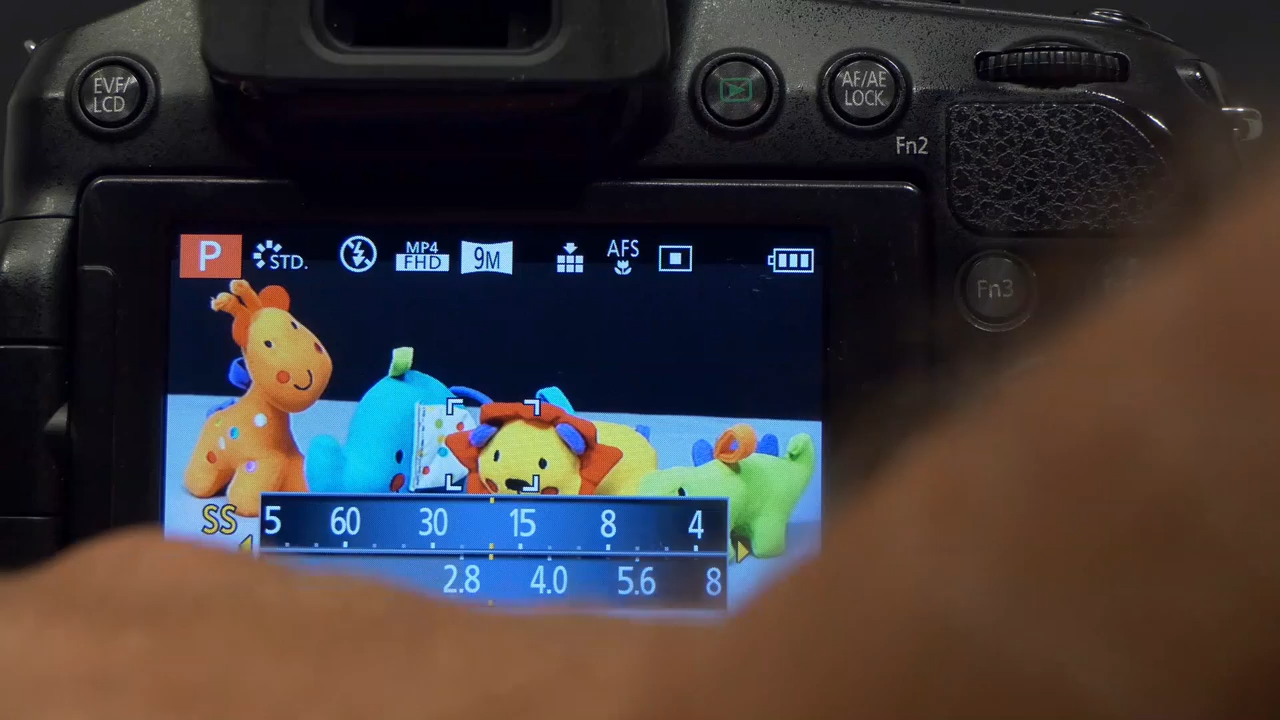 EVF/
LCD
AF/AE
LOCK
Fn2
P STD. MP4 FHD 9M AFS
Fn3
SS 5 60 30 15 8 4
2.8 4.0 5.6 8